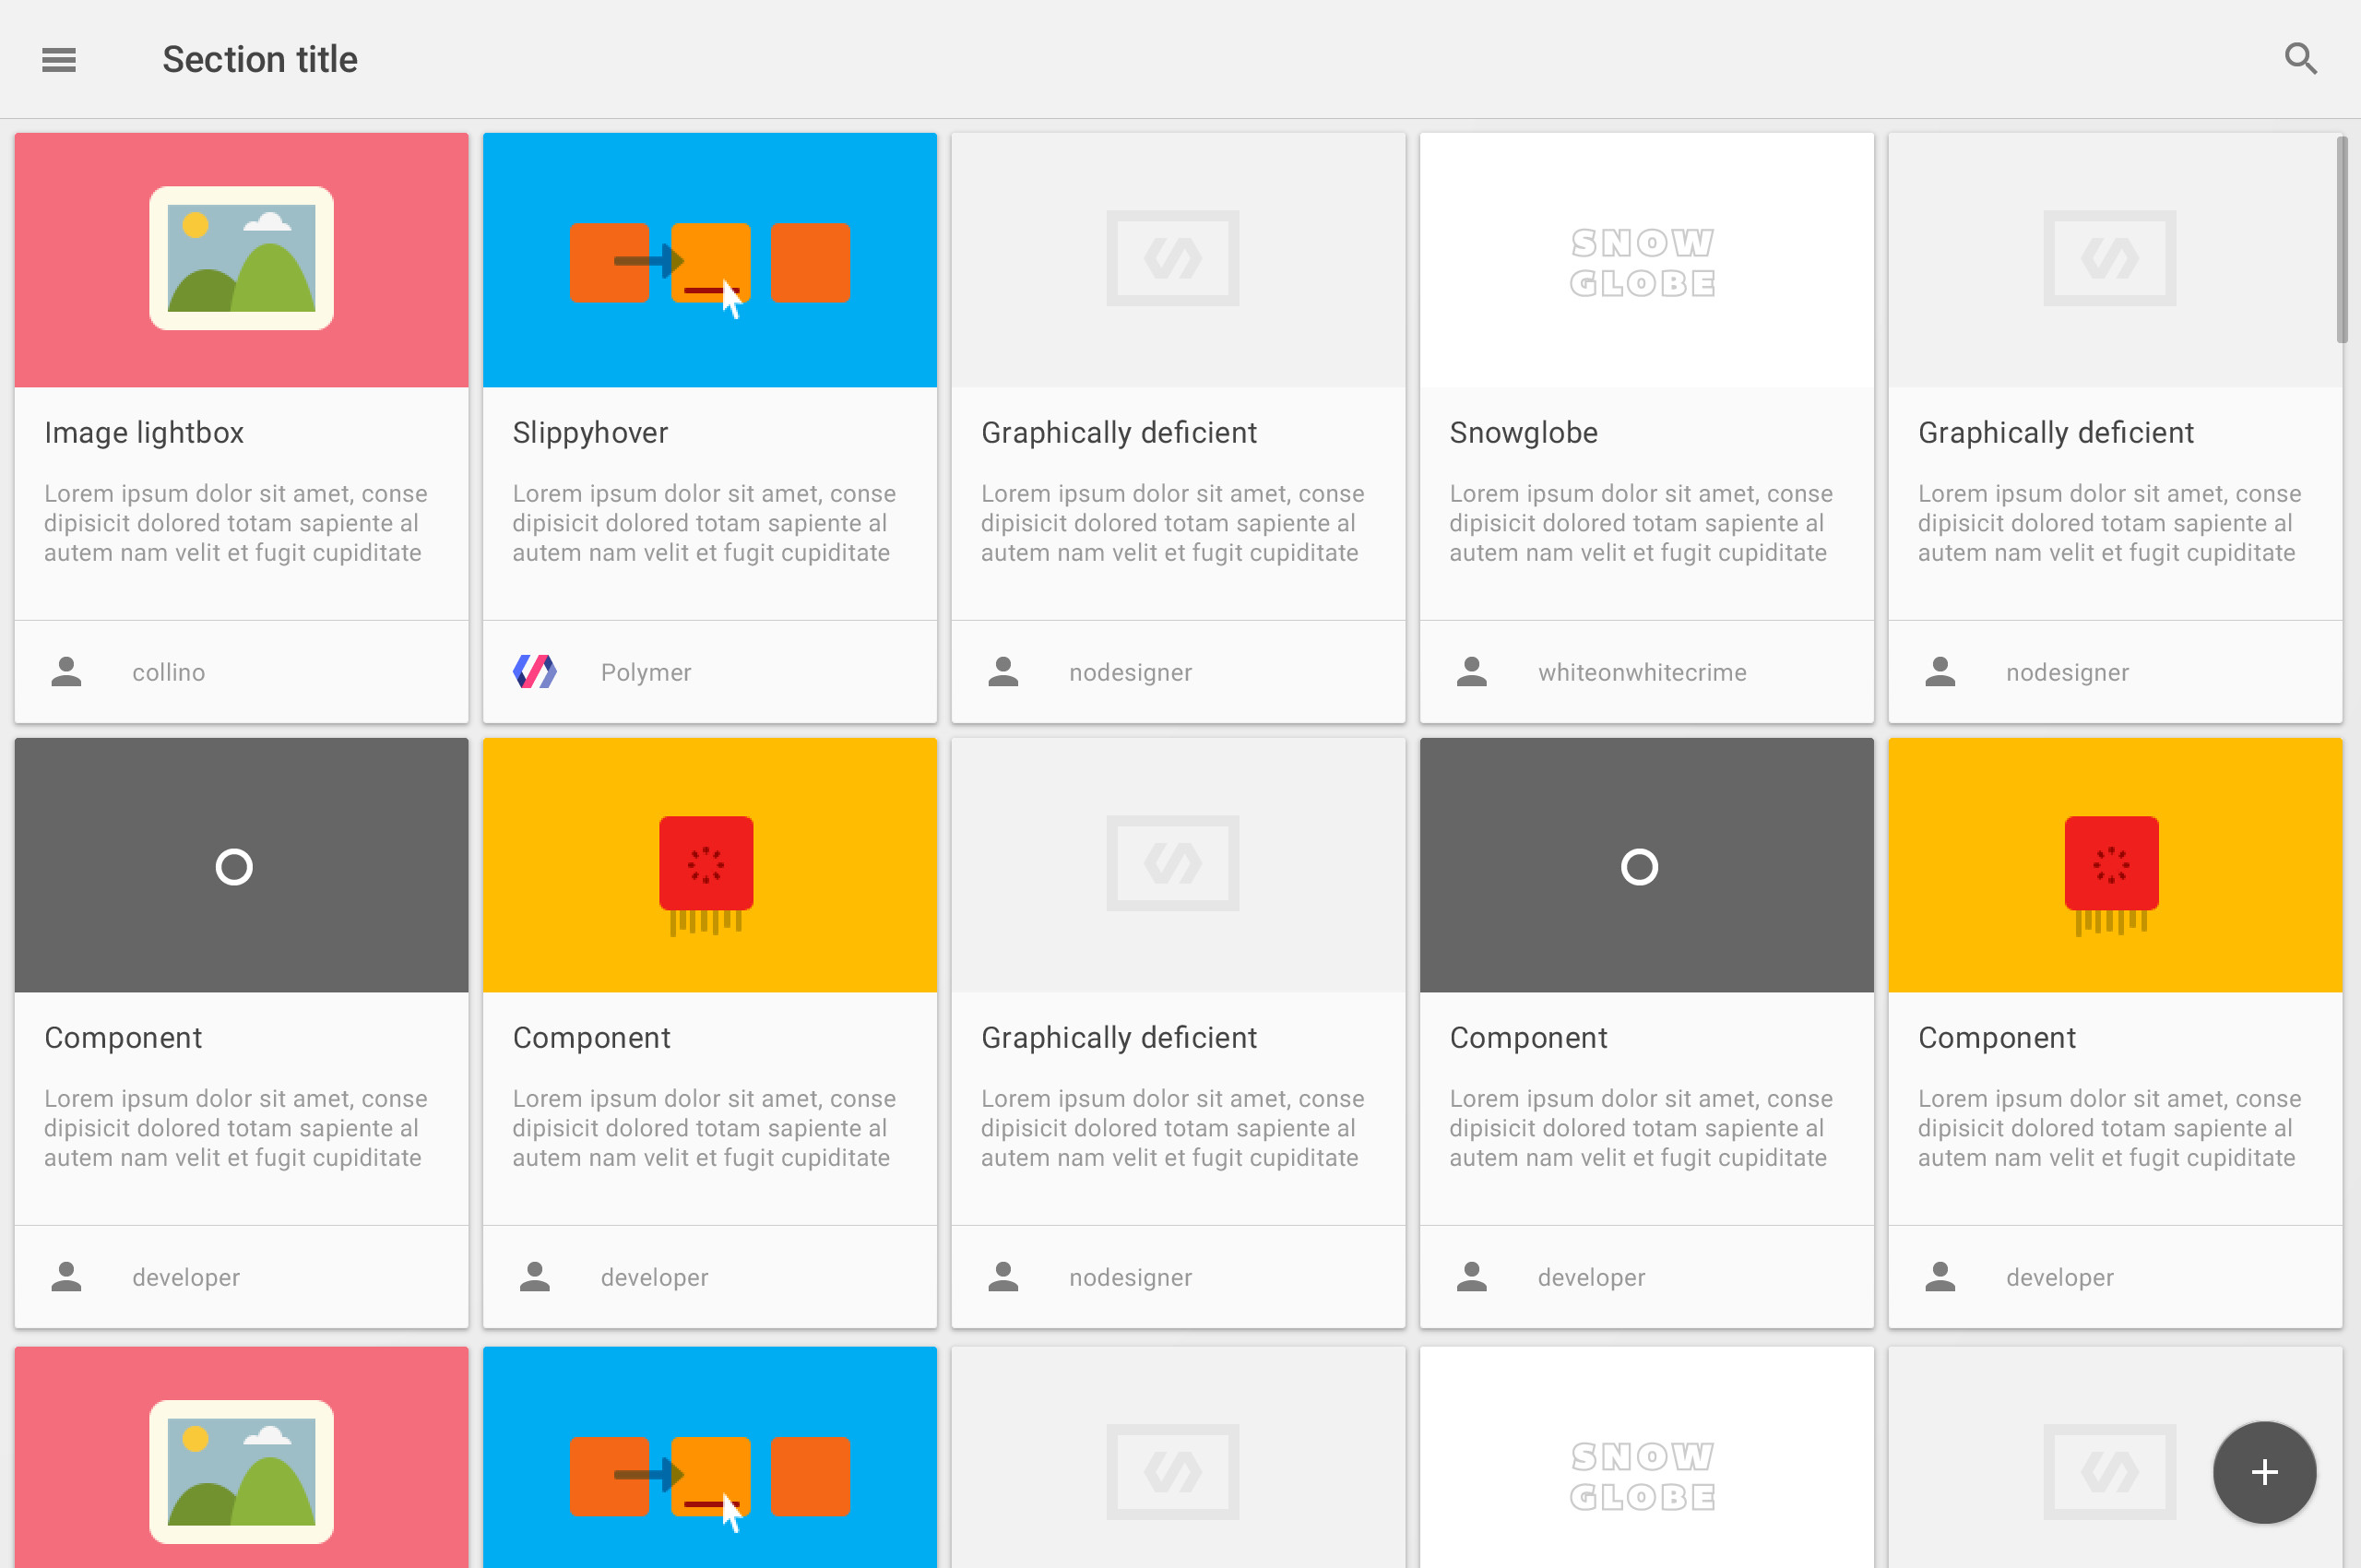 Section title
SNOW
GLOBE
Image lightbox
Lorem ipsum dolor sit amet, conse
dipisicit dolored totam sapiente al
autem nam velit et fugit cupiditate
collino
Slippyhover
Lorem ipsum dolor sit amet, conse
dipisicit dolored totam sapiente al
autem nam velit et fugit cupiditate
Polymer
Graphically deficient
Lorem ipsum dolor sit amet, conse
dipisicit dolored totam sapiente al
autem nam velit et fugit cupiditate
nodesigner
Snowglobe
Lorem ipsum dolor sit amet, conse
dipisicit dolored totam sapiente al
autem nam velit et fugit cupiditate
whiteonwhitecrime
Graphically deficient
Lorem ipsum dolor sit amet, conse
dipisicit dolored totam sapiente al
autem nam velit et fugit cupiditate
nodesigner
Component
Lorem ipsum dolor sit amet, conse
dipisicit dolored totam sapiente al
autem nam velit et fugit cupiditate
developer
Component
Lorem ipsum dolor sit amet, conse
dipisicit dolored totam sapiente al
autem nam velit et fugit cupiditate
developer
Graphically deficient
Lorem ipsum dolor sit amet, conse
dipisicit dolored totam sapiente al
autem nam velit et fugit cupiditate
nodesigner
Component
Lorem ipsum dolor sit amet, conse
dipisicit dolored totam sapiente al
autem nam velit et fugit cupiditate
developer
Component
Lorem ipsum dolor sit amet, conse
dipisicit dolored totam sapiente al
autem nam velit et fugit cupiditate
developer
SNOW
GLOBE